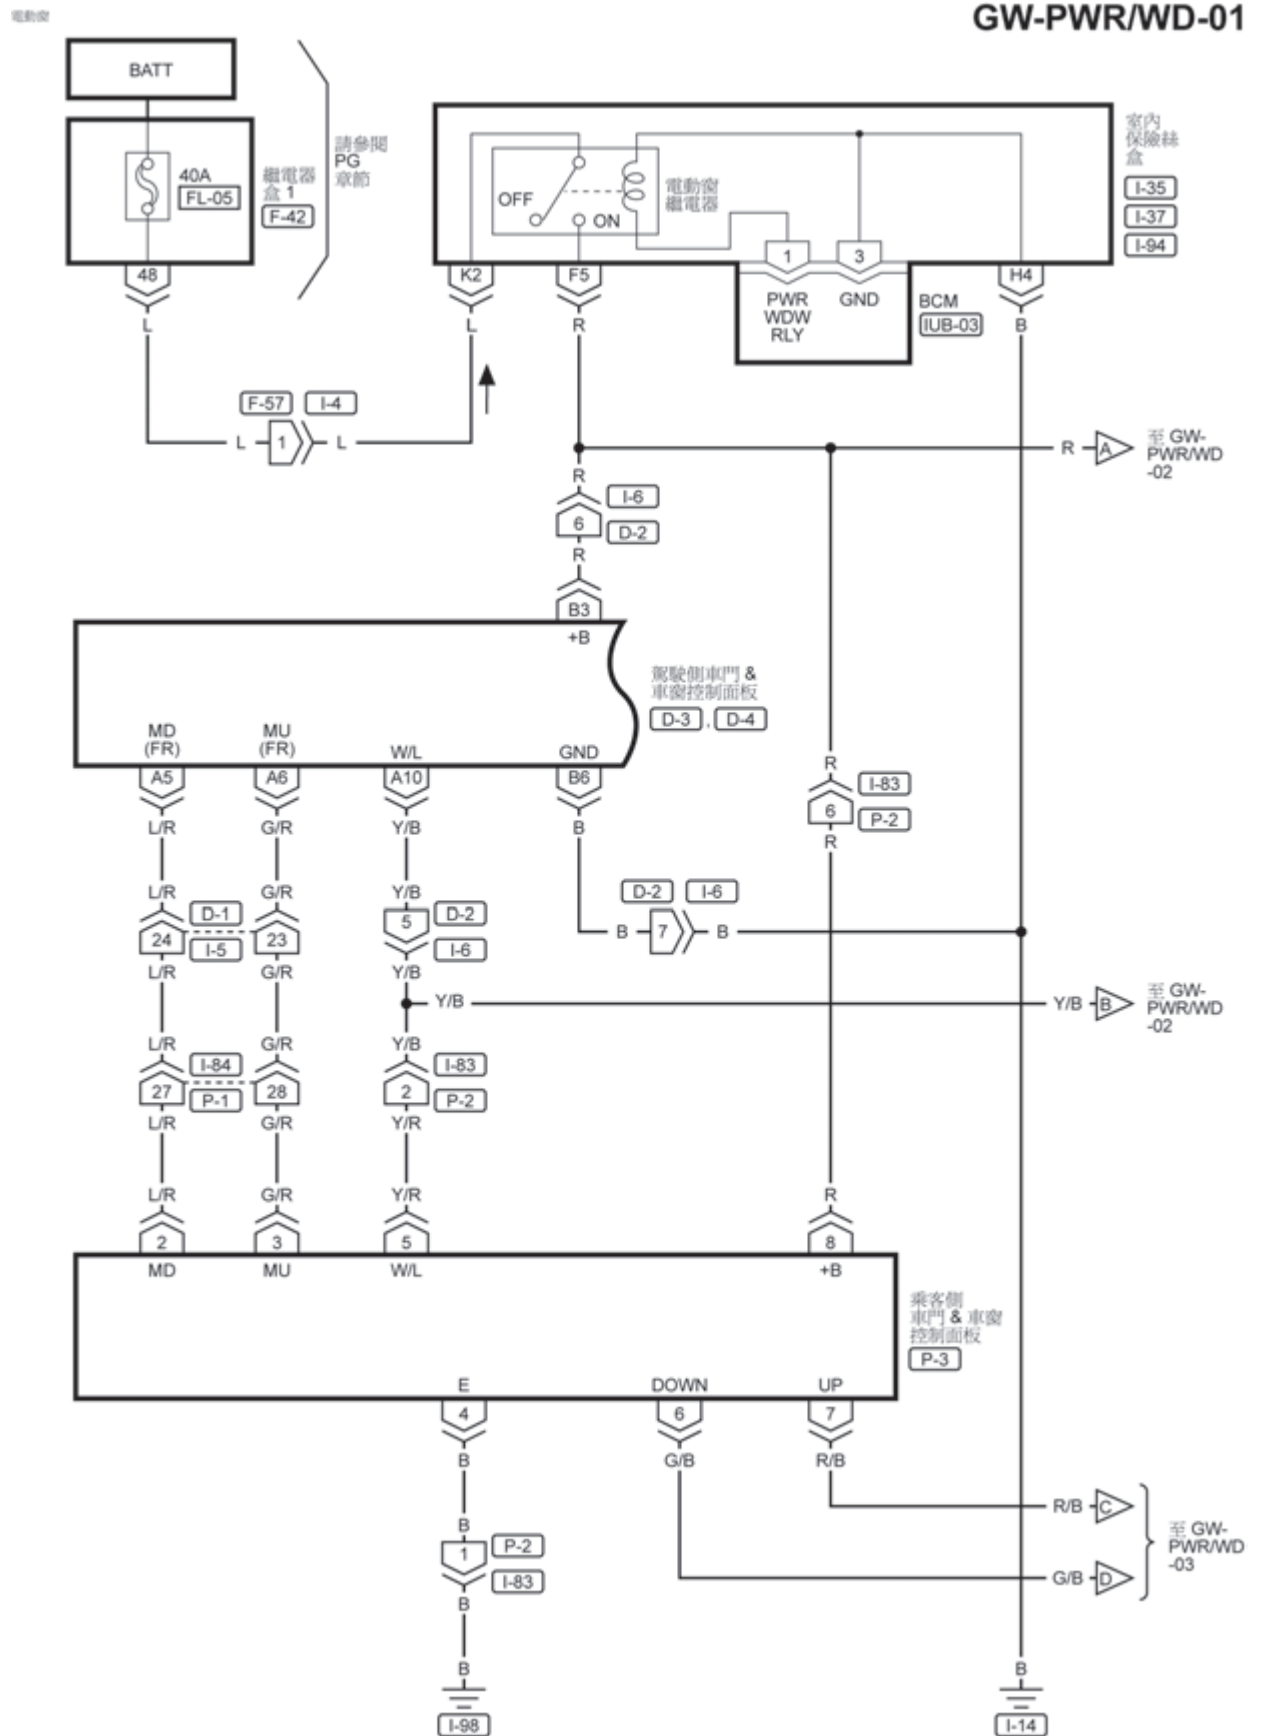 電動窗
GW-PWR/WD-01
BATT
40A
FL-05
繼電器
盒 1
F-42
請參閱
PG
章節
48
L
OFF
ON
電動窗
繼電器
室內
保險絲
盒
I-35
I-37
I-94
K2
F5
1
3
H4
L
R
PWR
WDW
RLY
GND
BCM
IUB-03
B
F-57
I-4
L
1
L
R
A
至 GW-
PWR/WD
-02
R
I-6
6
D-2
R
B3
+B
駕駛側車門 &
車窗控制面板
D-3 , D-4
MD
(FR)
MU
(FR)
W/L
GND
A5
A6
A10
B6
L/R
G/R
Y/B
B
R
I-83
6
P-2
R
L/R
G/R
Y/B
D-1
24
23
I-5
5
D-2
I-6
D-2
I-6
B
7
B
L/R
G/R
Y/B
Y/B
Y/B
B
至 GW-
PWR/WD
-02
L/R
G/R
Y/B
I-84
27
28
P-1
I-83
2
P-2
L/R
G/R
Y/R
L/R
G/R
Y/R
R
2
3
5
8
MD
MU
W/L
+B
乘客側
車門 & 車窗
控制面板
P-3
E
DOWN
UP
4
6
7
B
G/B
R/B
R/B
C
G/B
D
至 GW-
PWR/WD
-03
B
1
P-2
I-83
B
B
I-98
B
I-14